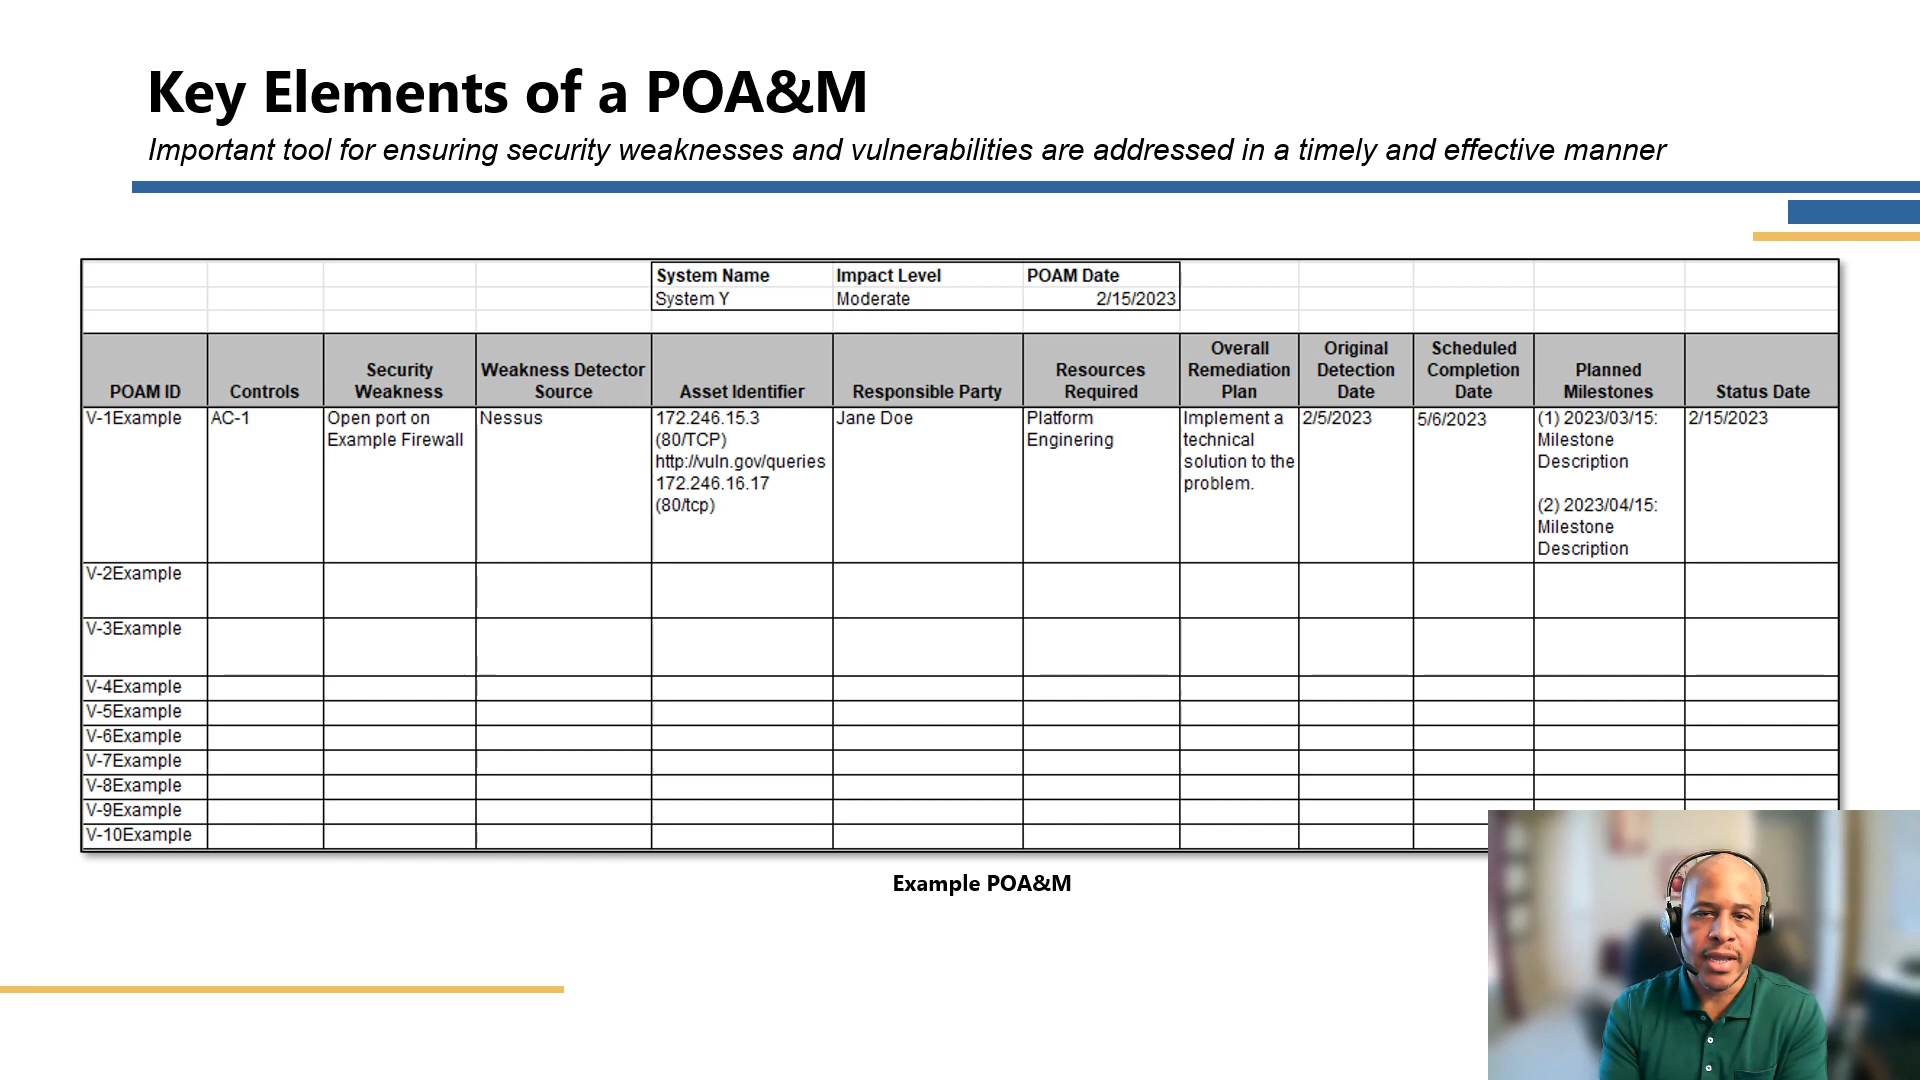 Key Elements of a POA&M
Important tool for ensuring security weaknesses and vulnerabilities are addressed in a timely and effective manner
System Name Impact Level POAM Date
System Y Moderate 2/15/2023
POAM ID Controls Security Weakness Weakness Detector Source Asset Identifier Responsible Party Resources Required Overall Remediation Plan Original Detection Date Scheduled Completion Date Planned Milestones Status Date
V-1Example AC-1 Open port on Nessus 172.246.15.3 Jane Doe Platform Implement a 2/5/2023 5/6/2023 (1) 2023/03/15: 2/15/2023
Example Firewall (80/TCP) Enginering technical Milestone
http://vuln.gov/queries solution to the Description
172.246.16.17 problem.
(80/tcp) (2) 2023/04/15:
Milestone
Description
V-2Example
V-3Example
V-4Example
V-5Example
V-6Example
V-7Example
V-8Example
V-9Example
V-10Example
Example POA&M